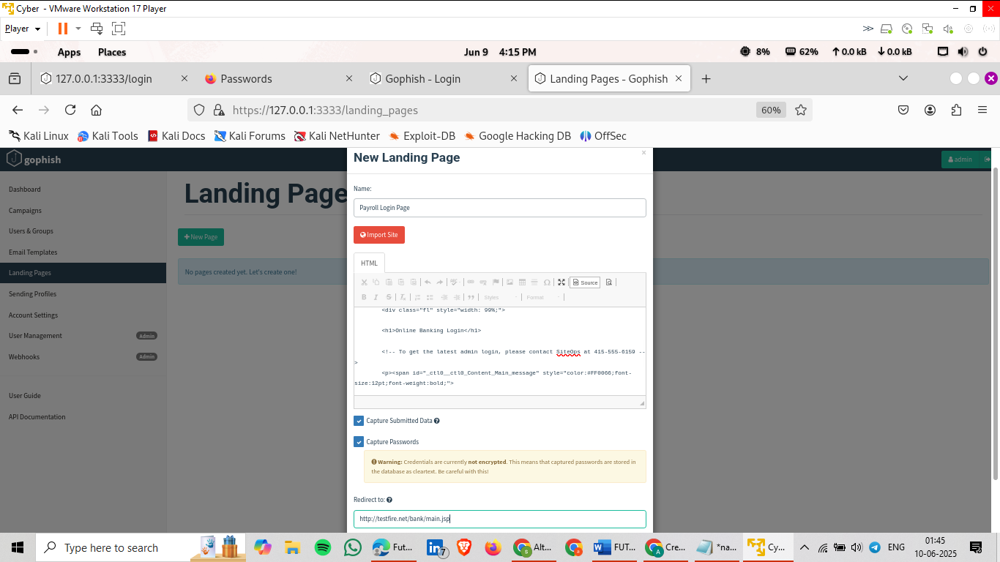 Cyber - VMware Workstation 17 Player
Player
Apps Places Jun 9 4:15 PM 8% 62% 0.0 kB 0.0 kB
127.0.0.1:3333/login Passwords Gophish - Login Landing Pages - Gophish
https://127.0.0.1:3333/landing_pages 60%
Kali Linux Kali Tools Kali Docs Kali Forums Kali NetHunter Exploit-DB Google Hacking DB OffSec
gophish
admin
Dashboard
Campaigns
Users & Groups
Email Templates
Landing Pages
Sending Profiles
Account Settings
User Management Admin
Webhooks Admin
User Guide
API Documentation
Landing Page
New Page
No pages created yet. Let's create one!
New Landing Page
×
Name:
Payroll Login Page
Import Site
HTML
Source
Styles Format
<div class="fl" style="width: 99%;">
<h1>Online Banking Login</h1>
<!-- To get the latest admin login, please contact SiteOps at 415-555-6159 --
>
<p><span id="_ctl0__ctl0_Content_Main_message" style="color:#FF0066;font-
size:12pt;font-weight:bold;">
Capture Submitted Data
Capture Passwords
Warning: Credentials are currently not encrypted. This means that captured passwords are stored in
the database as cleartext. Be careful with this!
Redirect to:
http://testfire.net/bank/main.jsp
Type here to search
Fut...
7
Alt...
FUT...
Cre...
*na...
Cy...
ENG
01:45
10-06-2025